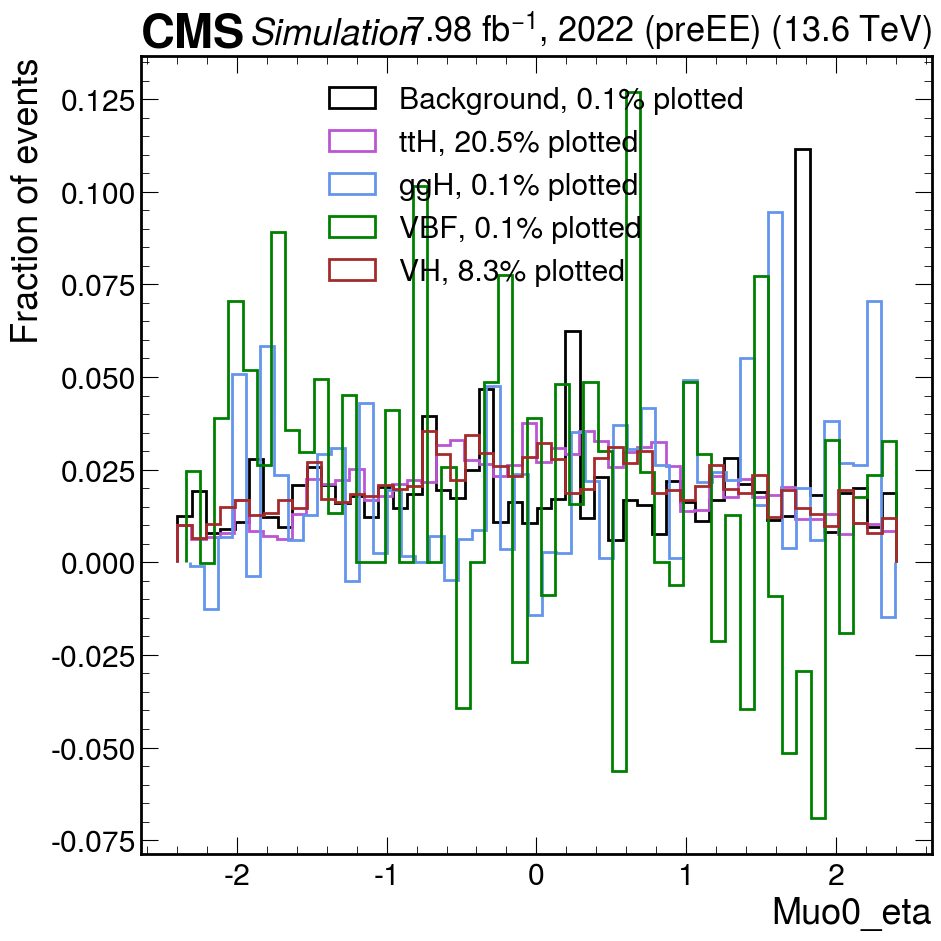 CMS Simulation 7.98 fb⁻¹, 2022 (preEE) (13.6 TeV)
Fraction of events
0.125
0.100
0.075
0.050
0.025
0.000
-0.025
-0.050
-0.075
Background, 0.1% plotted
ttH, 20.5% plotted
ggH, 0.1% plotted
VBF, 0.1% plotted
VH, 8.3% plotted
-2 -1 0 1 2
Muo0_eta